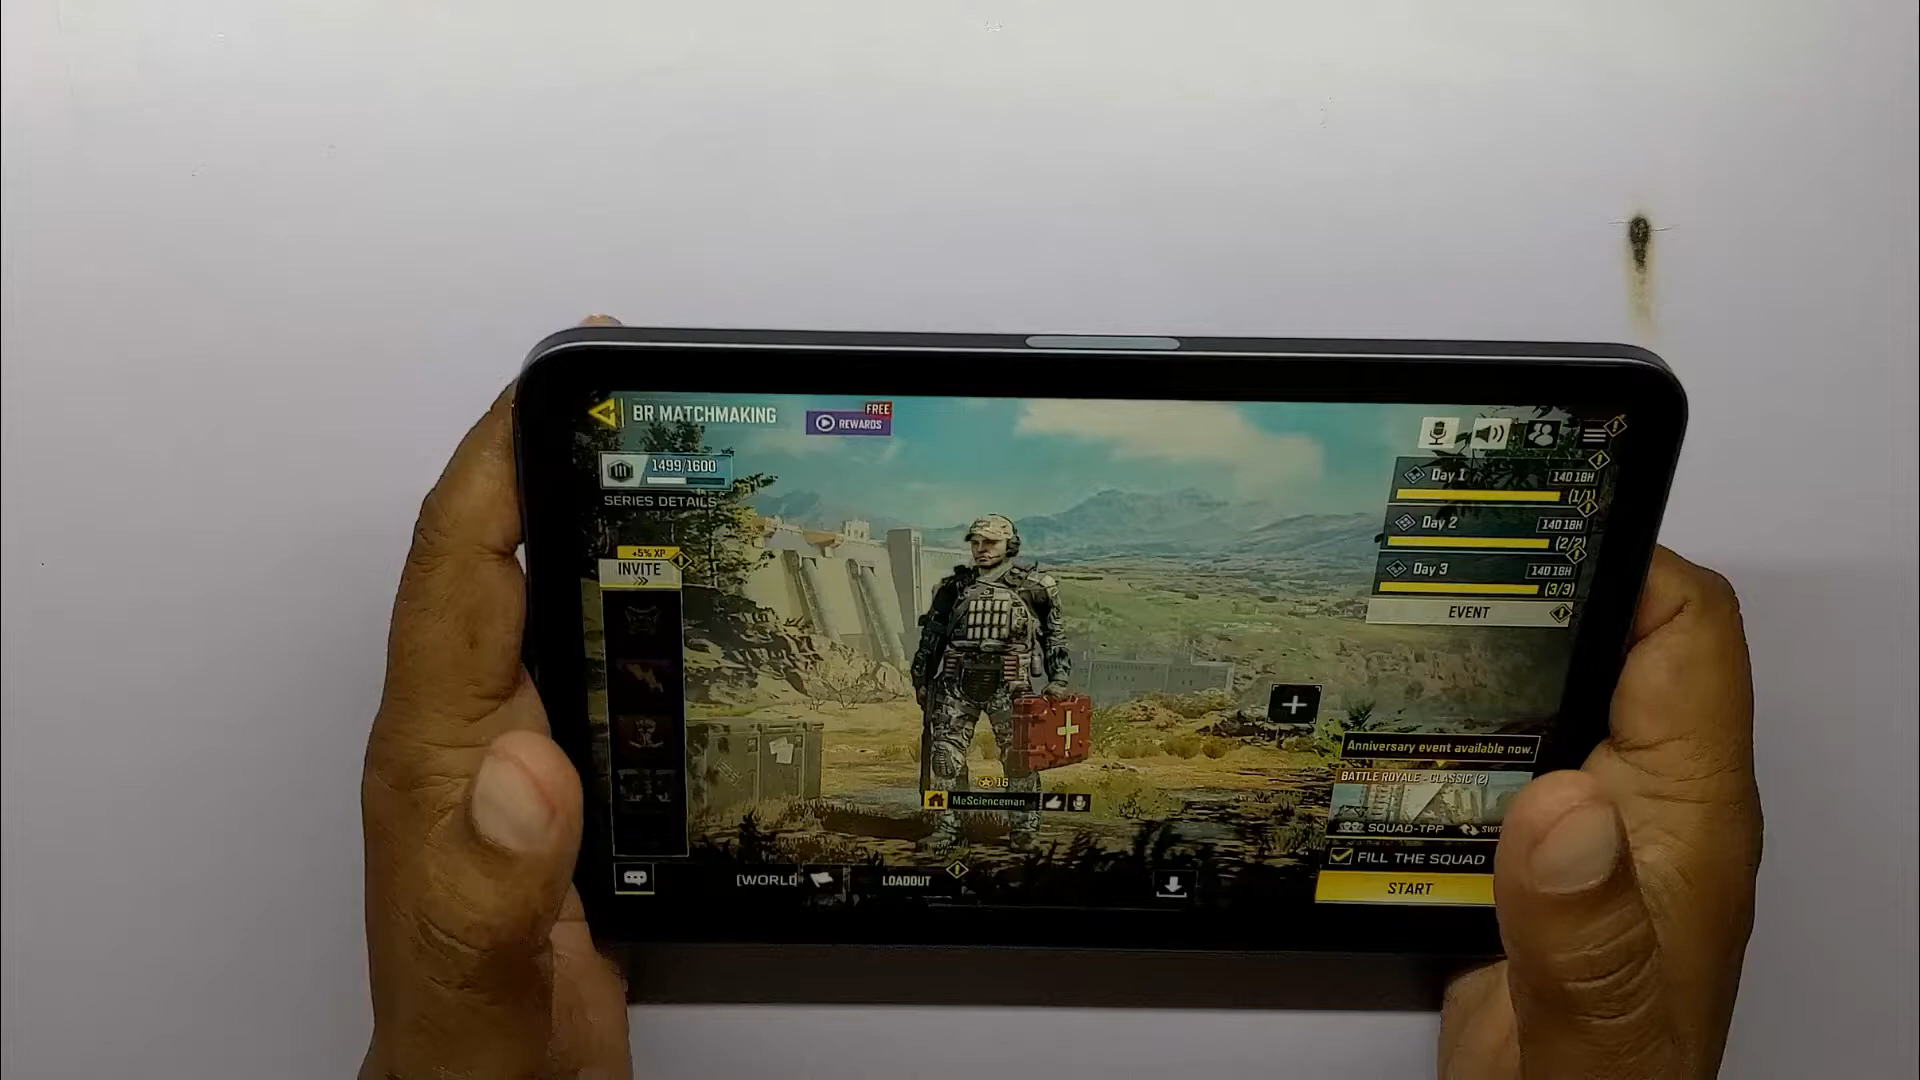 BR MATCHMAKING
FREE
REWARDS
1499/1600
SERIES DETAILS
+5% XP
INVITE
Day 1
14D 18H
(1/1)
Day 2
14D 18H
(2/2)
Day 3
14D 18H
(3/3)
EVENT
Anniversary event available now.
BATTLE ROYALE - CLASSIC (2)
SQUAD-TPP
FILL THE SQUAD
START
16
MeScienceman
[WORLD
LOADOUT